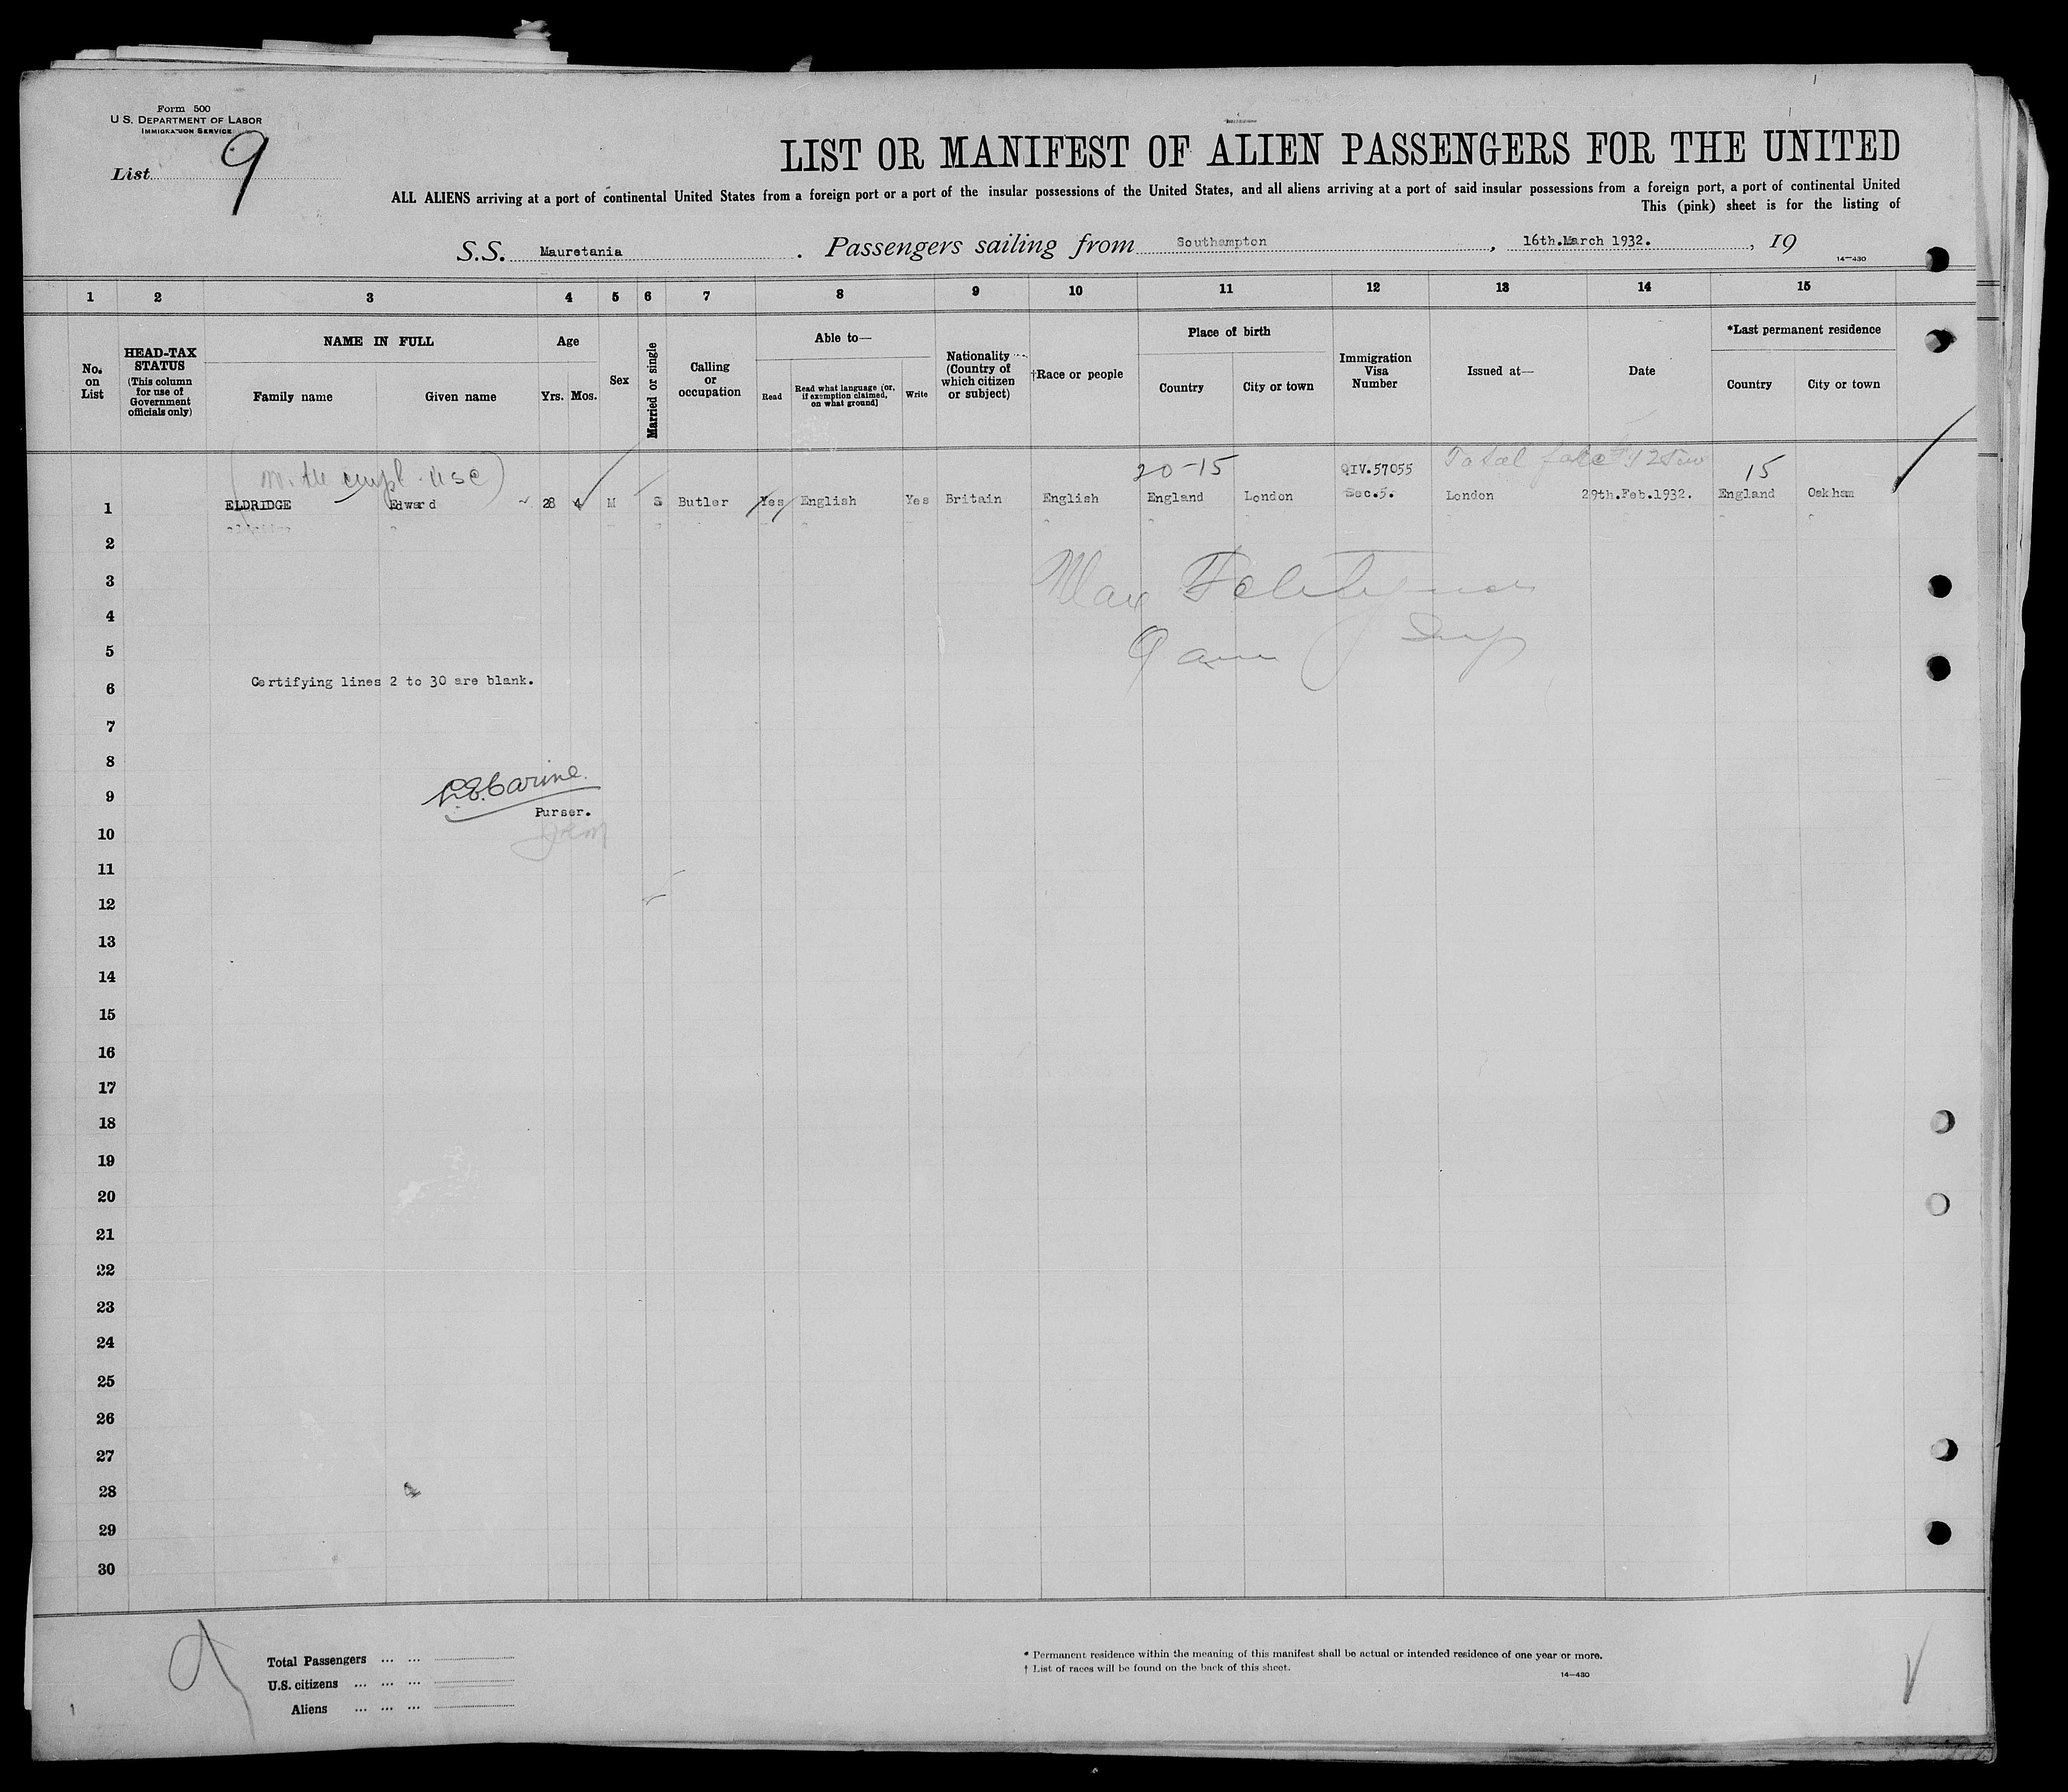 Form 500
U S. DEPARTMENT OF LABOR
IMMIGRATION SERVICE
List 9
LIST OR MANIFEST OF ALIEN PASSENGERS FOR THE UNITED
ALL ALIENS arriving at a port of continental United States from a foreign port or a port of the insular possessions of the United States, and all aliens arriving at a port of said insular possessions from a foreign port, a port of continental United
This (pink) sheet is for the listing of
S.S. Mauretania . Passengers sailing from Southampton , 16th.March 1932. , 19
14—430
1 2 3 4 5 6 7 8 9 10 11 12 13 14 15
No. on List
HEAD-TAX STATUS (This column for use of Government officials only)
NAME IN FULL
Family name Given name
Age
Yrs. Mos.
Sex
Married or single
Calling or occupation
Able to—
Read Read what language (or, if exemption claimed, on what ground) Write
Nationality (Country of which citizen or subject)
†Race or people
Place of birth
Country City or town
Immigration Visa Number
Issued at—
Date
*Last permanent residence
Country City or town
20-15 QIV.57055 Total 15
1 ELDRIDGE Edward 28 4 M S Butler Yes English Yes Britain English England London Sec.5. London 29th.Feb.1932. England Oakham
2
3
4
5
6 Certifying lines 2 to 30 are blank.
7
8
9
Purser.
10
11
12
13
14
15
16
17
18
19
20
21
22
23
24
25
26
27
28
29
30
9
Total Passengers ... ...
U.S. citizens ... ... ...
Aliens ... ... ...
* Permanent residence within the meaning of this manifest shall be actual or intended residence of one year or more.
† List of races will be found on the back of this sheet.
14—430